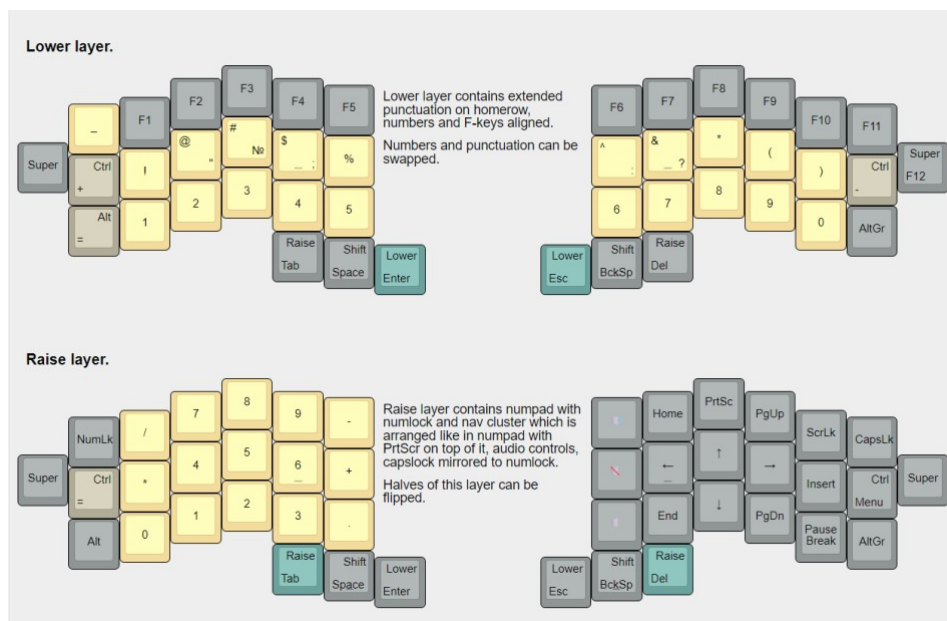 Lower layer.
_ F1 F2 F3 F4 F5
Lower layer contains extended
punctuation on homerow,
numbers and F-keys aligned.
Numbers and punctuation can be
swapped.
F6 F7 F8 F9 F10 F11
Super Ctrl + ! @ " # № $ _ ; %
^ : & _ ? * ( ) Ctrl - Super F12
Alt = 1 2 3 4 5
6 7 8 9 0 AltGr
Raise Tab Shift Space Lower Enter
Lower Esc Shift BckSp Raise Del
Raise layer.
NumLk / 7 8 9 -
Raise layer contains numpad with
numlock and nav cluster which is
arranged like in numpad with
PrtScr on top of it, audio controls,
capslock mirrored to numlock.
Halves of this layer can be
flipped.
Home PrtSc PgUp ScrLk CapsLk
Super Ctrl = * 4 5 6 _ +
← _ ↑ → Insert Ctrl Menu Super
Alt 0 1 2 3 .
End ↓ PgDn Pause Break AltGr
Raise Tab Shift Space Lower Enter
Lower Esc Shift BckSp Raise Del